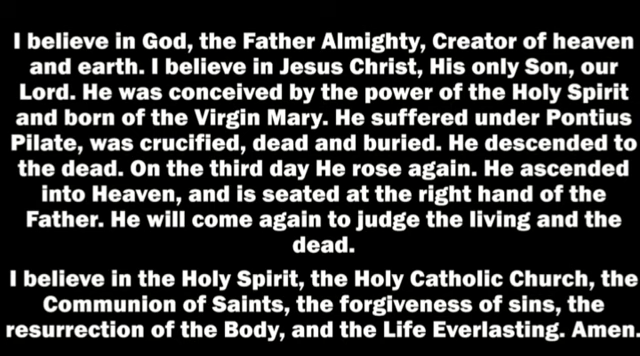 I believe in God, the Father Almighty, Creator of heaven
and earth. I believe in Jesus Christ, His only Son, our
Lord. He was conceived by the power of the Holy Spirit
and born of the Virgin Mary. He suffered under Pontius
Pilate, was crucified, dead and buried. He descended to
the dead. On the third day He rose again. He ascended
into Heaven, and is seated at the right hand of the
Father. He will come again to judge the living and the
dead.
I believe in the Holy Spirit, the Holy Catholic Church, the
Communion of Saints, the forgiveness of sins, the
resurrection of the Body, and the Life Everlasting. Amen.